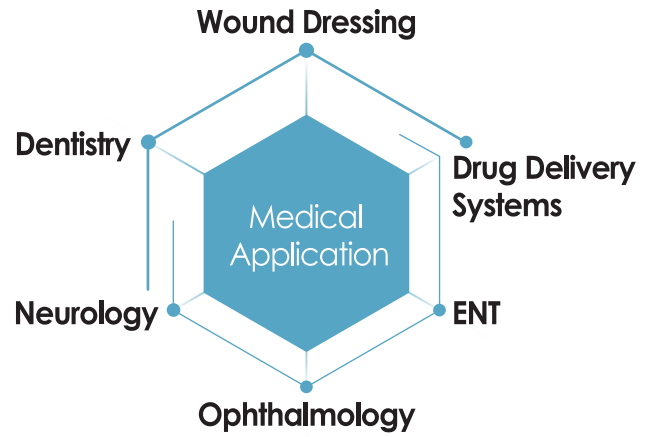 Wound Dressing
Dentistry
Drug Delivery
Systems
Medical
Application
Neurology
ENT
Ophthalmology